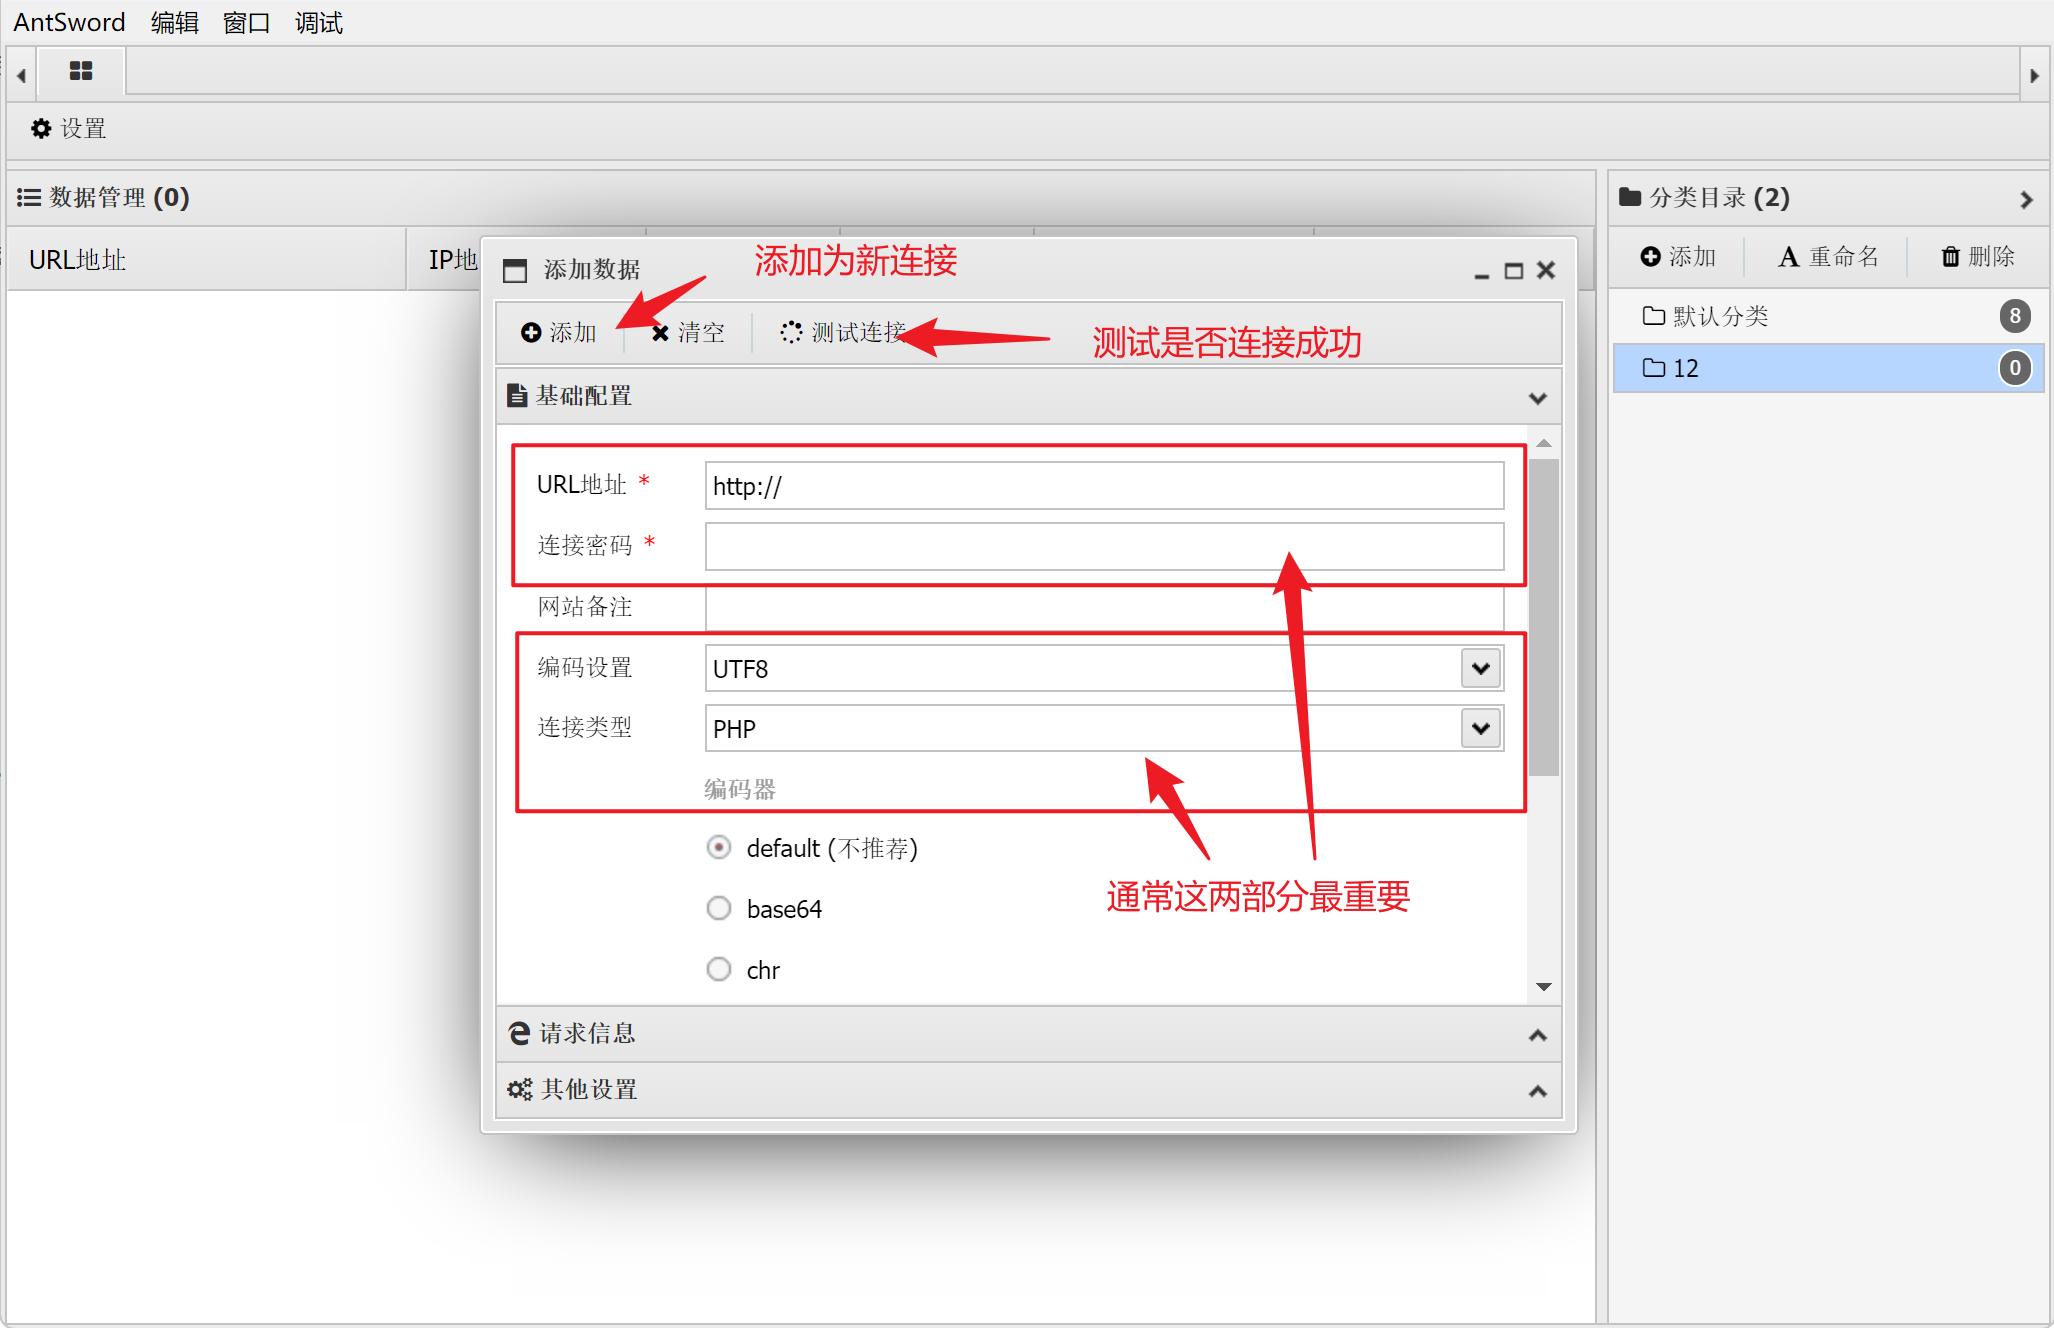 AntSword 编辑 窗口 调试
设置
数据管理 (0)
URL地址 IP地
添加数据
添加为新连接
添加 清空 测试连接
测试是否连接成功
基础配置
URL地址 * http://
连接密码 *
网站备注
编码设置 UTF8
连接类型 PHP
编码器
default (不推荐)
base64
chr
通常这两部分最重要
请求信息
其他设置
分类目录 (2)
添加 重命名 删除
默认分类 8
12 0